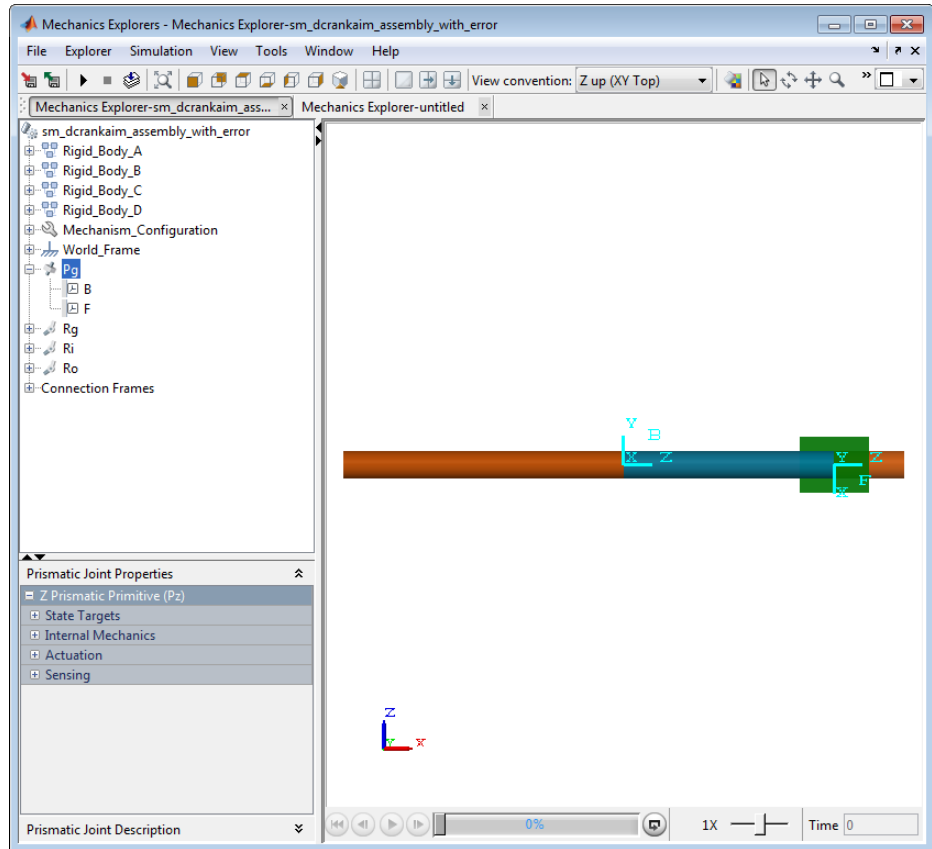 Mechanics Explorers - Mechanics Explorer-sm_dcrankaim_assembly_with_error
File Explorer Simulation View Tools Window Help
View convention: Z up (XY Top) »
Mechanics Explorer-sm_dcrankaim_ass... × Mechanics Explorer-untitled ×
sm_dcrankaim_assembly_with_error
Rigid_Body_A
Rigid_Body_B
Rigid_Body_C
Rigid_Body_D
Mechanism_Configuration
World_Frame
Pg
B
F
Rg
Ri
Ro
Connection Frames
Y
B
X Z
Y Z
F
X
Prismatic Joint Properties
Z Prismatic Primitive (Pz)
State Targets
Internal Mechanics
Actuation
Sensing
Z
Y X
Prismatic Joint Description
0% 1X Time 0